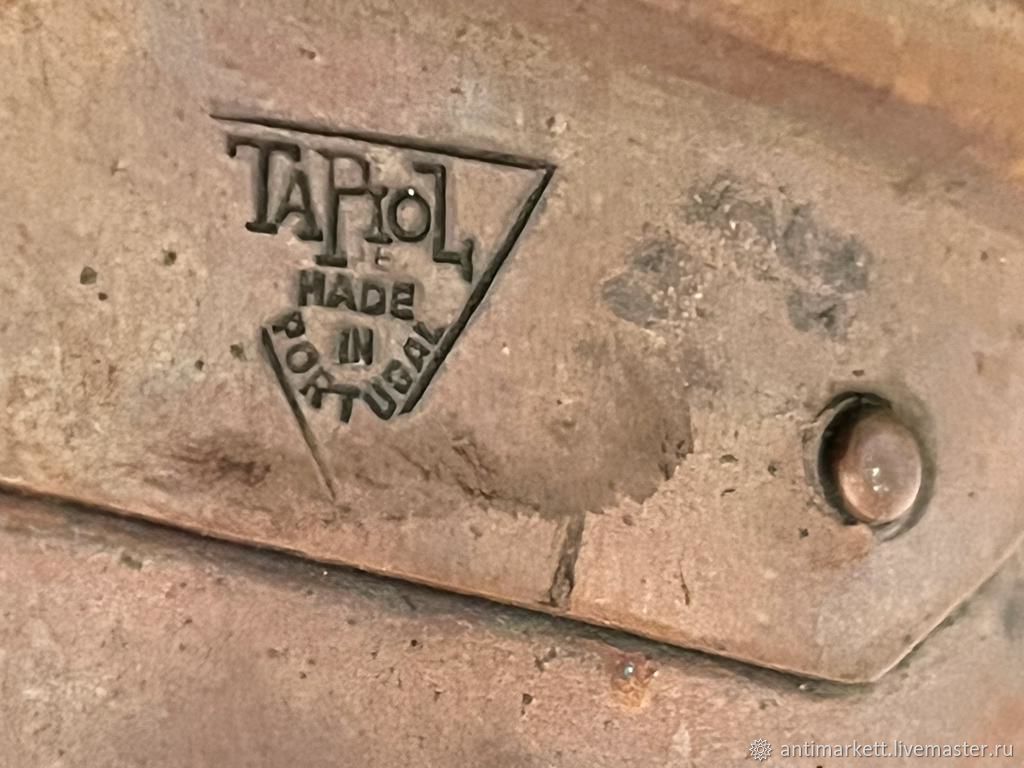 TAPIOL
E
MADE
IN
PORTUGAL
antimarkett.livemaster.ru